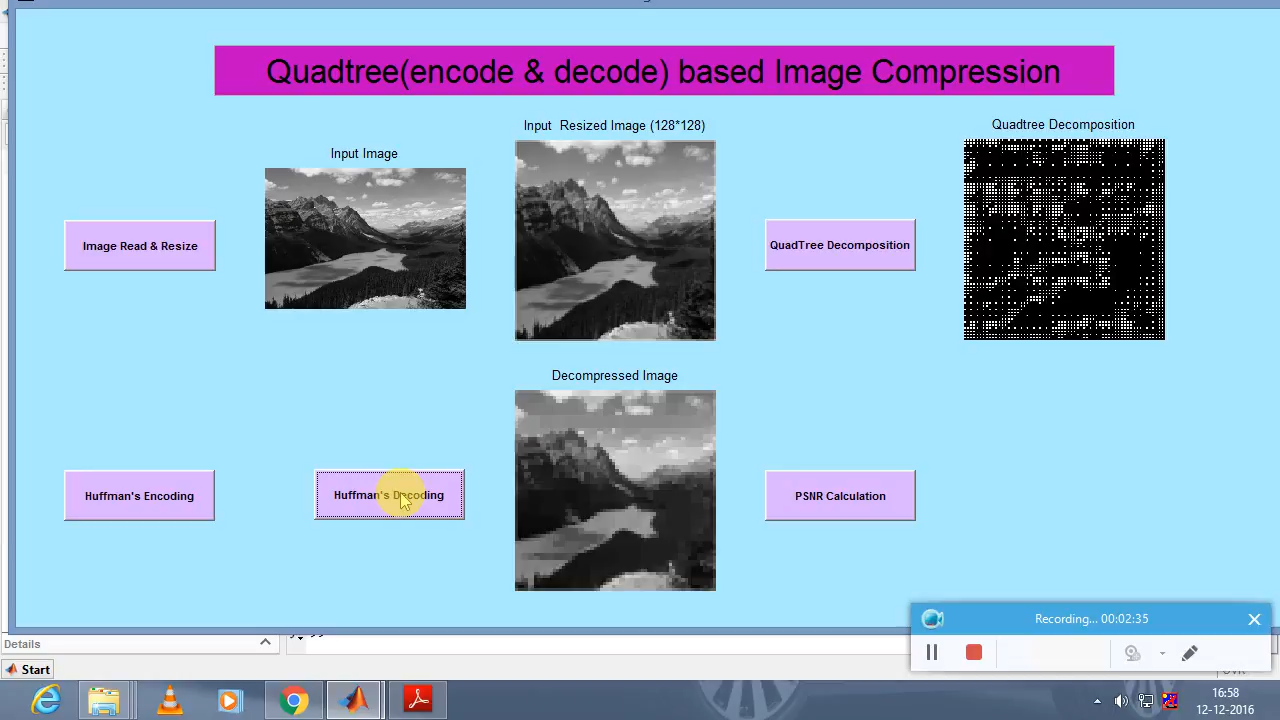 Quadtree(encode & decode) based Image Compression
Input Image
Input Resized Image (128*128)
Quadtree Decomposition
Image Read & Resize
QuadTree Decomposition
Decompressed Image
Huffman's Encoding
Huffman's Decoding
PSNR Calculation
Recording... 00:02:35
Details
Start
16:58
12-12-2016